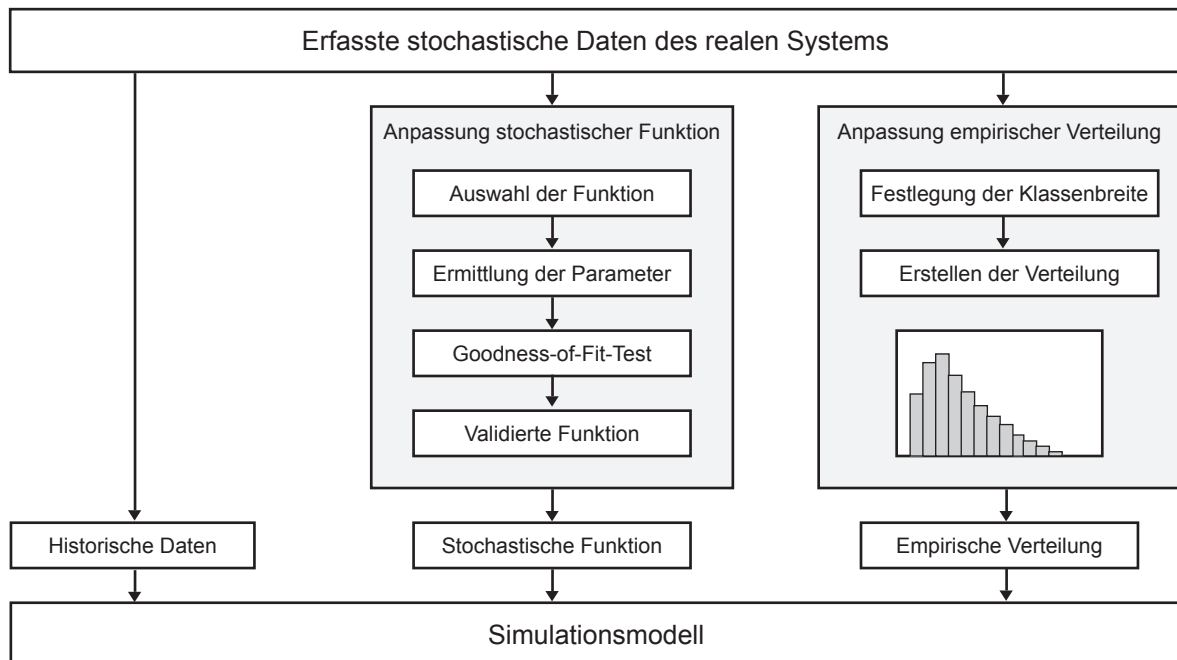 Erfasste stochastische Daten des realen Systems
Anpassung stochastischer Funktion
Auswahl der Funktion
Ermittlung der Parameter
Goodness-of-Fit-Test
Validierte Funktion
Anpassung empirischer Verteilung
Festlegung der Klassenbreite
Erstellen der Verteilung
Historische Daten
Stochastische Funktion
Empirische Verteilung
Simulationsmodell